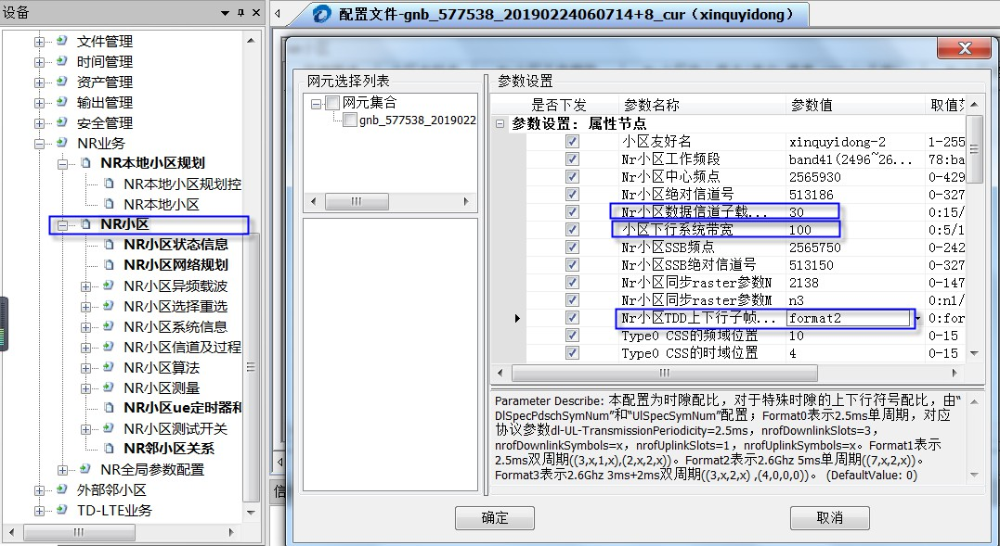 设备
文件管理
时间管理
资产管理
输出管理
安全管理
NR业务
NR本地小区规划
NR本地小区规划控
NR本地小区
NR小区
NR小区状态信息
NR小区网络规划
NR小区异频载波
NR小区选择重选
NR小区系统信息
NR小区信道及过程
NR小区算法
NR小区测量
NR小区ue定时器和
NR小区测试开关
NR邻小区关系
NR全局参数配置
外部邻小区
TD-LTE业务
配置文件-gnb_577538_20190224060714+8_cur（xinquyidong）
网元选择列表
网元集合
gnb_577538_2019022
参数设置
是否下发 参数名称 参数值 取值范
参数设置: 属性节点
小区友好名 xinquyidong-2 1-255
Nr小区工作频段 band41(2496~26... 78:ba
Nr小区中心频点 2565930 0-429
Nr小区绝对信道号 513186 0-327
Nr小区数据信道子载... 30 0:15/
小区下行系统带宽 100 0:5/1
Nr小区SSB频点 2565750 0-242
Nr小区SSB绝对信道号 513150 0-327
Nr小区同步raster参数N 2138 0-147
Nr小区同步raster参数M n3 0:n1/
Nr小区TDD上下行子帧... format2 0:for
Type0 CSS的频域位置 10 0-15
Type0 CSS的时域位置 4 0-15
Parameter Describe: 本配置为时隙配比，对于特殊时隙的上下行符号配比，由“
DlSpecPdschSymNum”和“UlSpecSymNum”配置；Format0表示2.5ms单周期，对应
协议参数dl-UL-TransmissionPeriodicity=2.5ms，nrofDownlinkSlots=3，
nrofDownlinkSymbols=x，nrofUplinkSlots=1，nrofUplinkSymbols=x。Format1表示
2.5ms双周期((3,x,1,x),(2,x,2,x))。Format2表示2.6Ghz 5ms单周期((7,x,2,x))。
Format3表示2.6Ghz 3ms+2ms双周期((3,x,2,x) ,(4,0,0,0))。 (DefaultValue: 0)
信
确定
取消